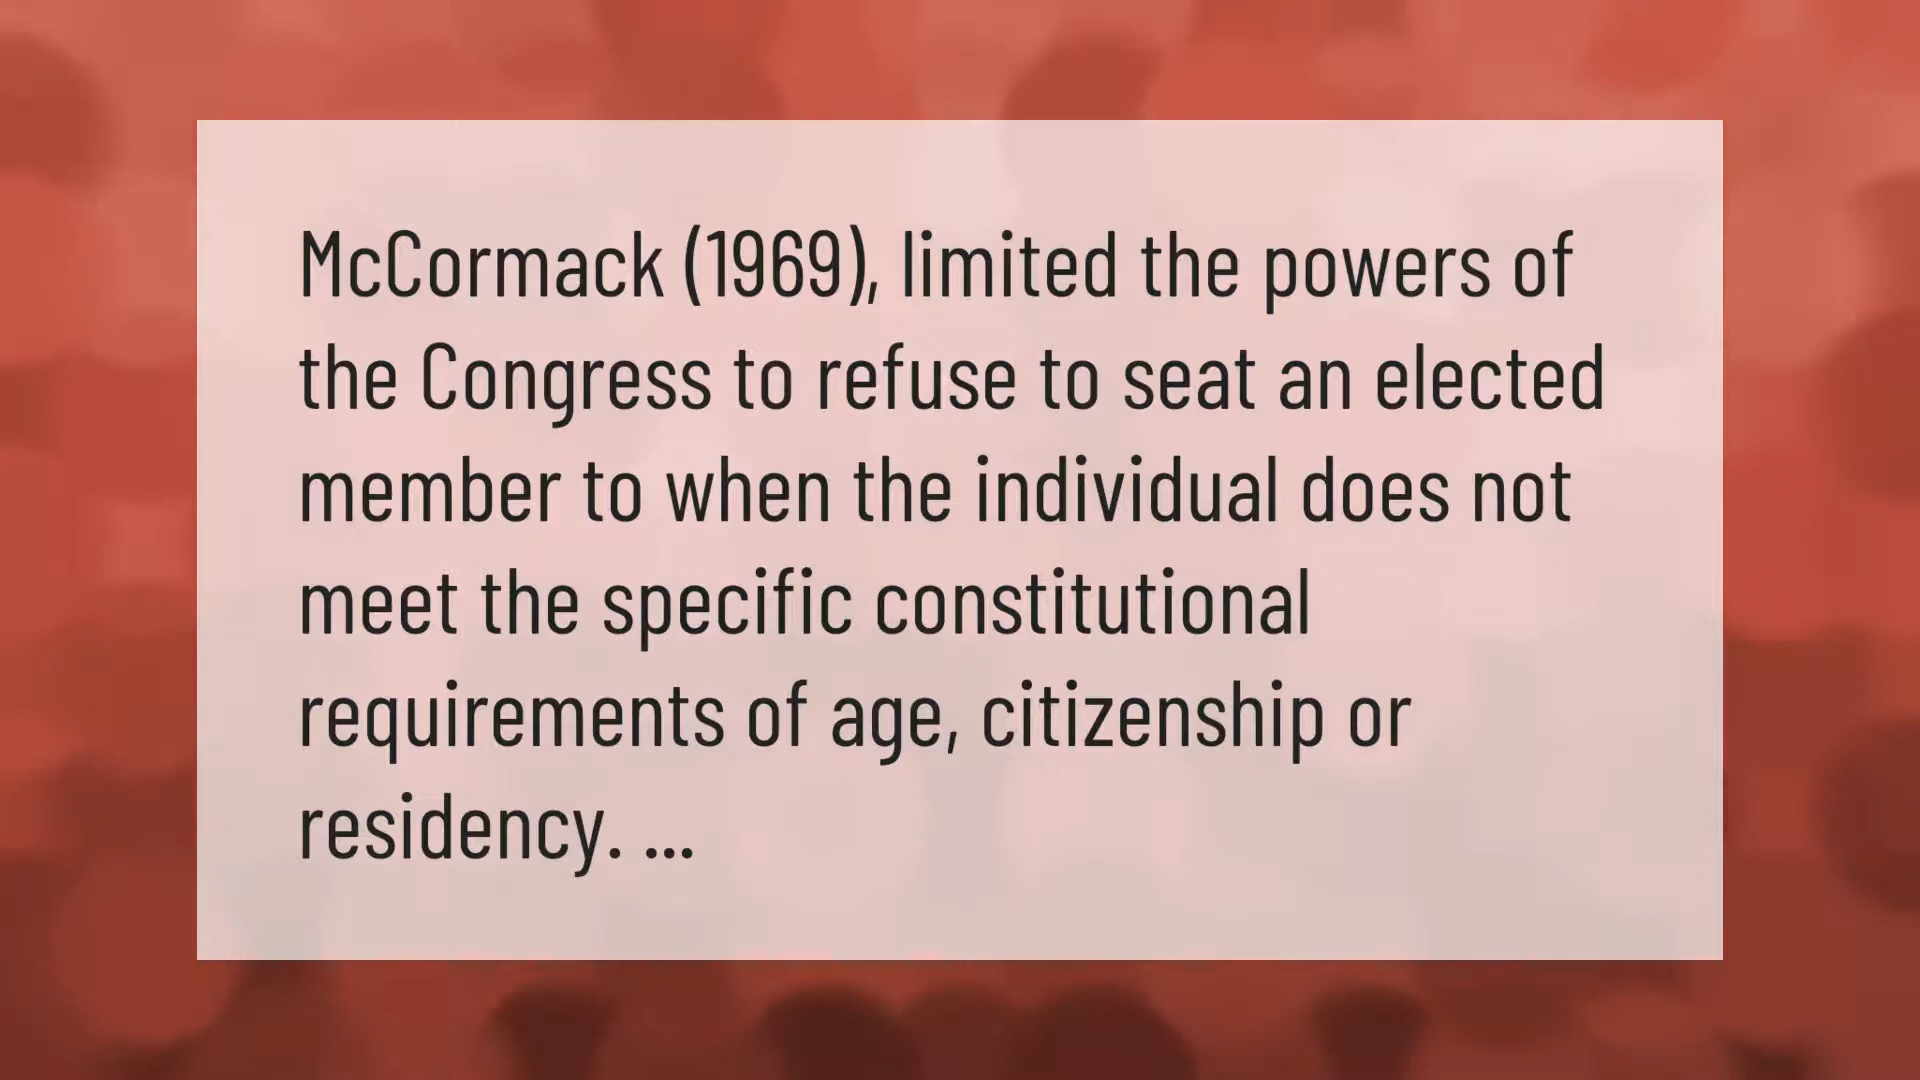 McCormack (1969), limited the powers of
the Congress to refuse to seat an elected
member to when the individual does not
meet the specific constitutional
requirements of age, citizenship or
residency. ...